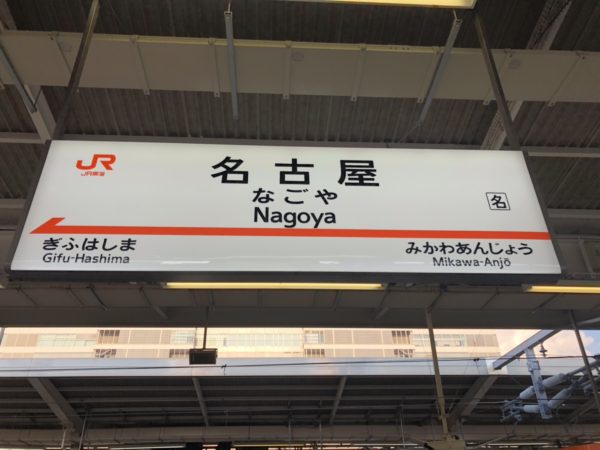 JR
JR東海
名古屋
なごや
Nagoya
名
ぎふはしま
Gifu-Hashima
みかわあんじょう
Mikawa-Anjō